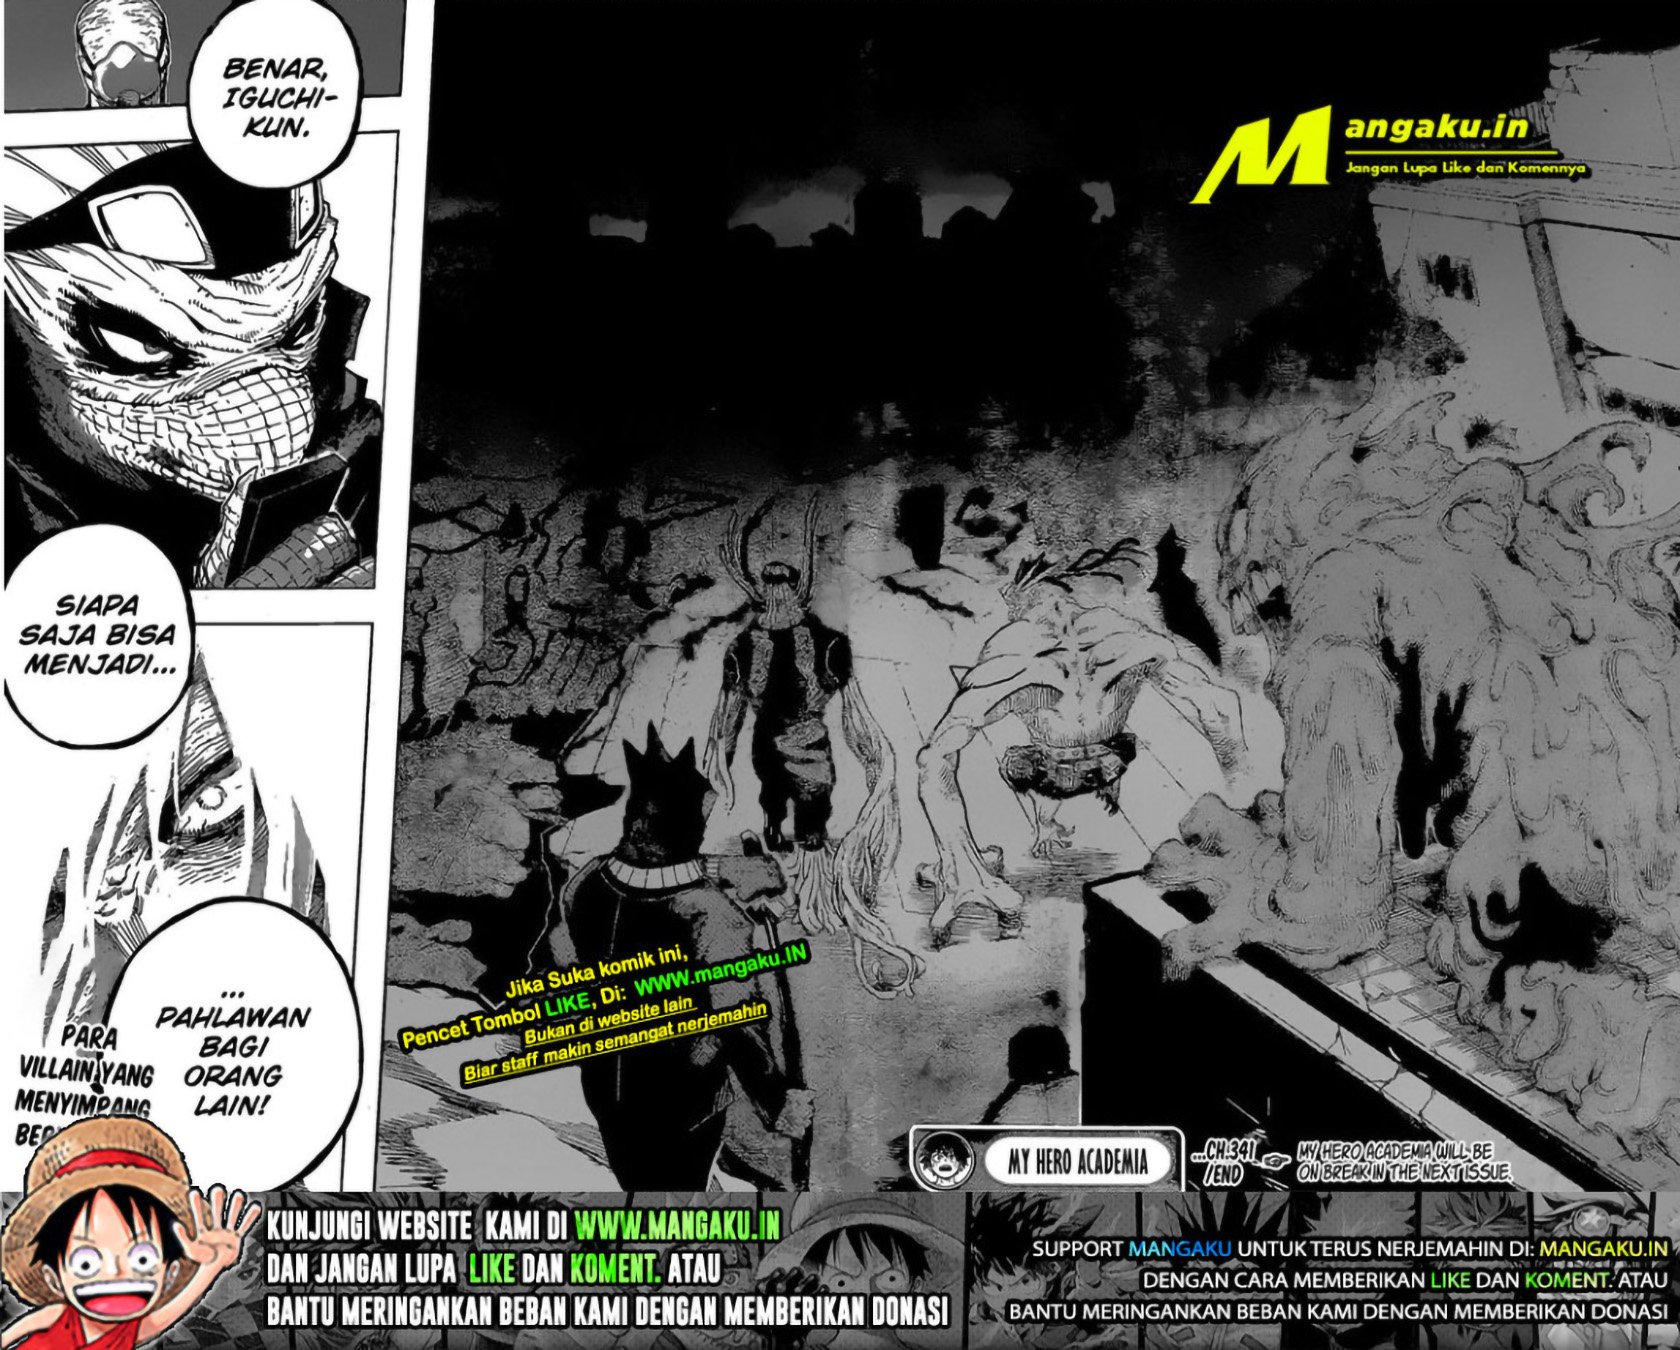 BENAR,
IGUCHI-
KUN.
SIAPA
SAJA BISA
MENJADI...
...
PAHLAWAN
BAGI
ORANG
LAIN!
PARA
VILLAIN YANG
MENYIMPANG
angaku.in
Jangan Lupa Like dan Komennya
Jika Suka komik ini,
Pencet Tombol LIKE, Di: WWW.mangaku.IN
Bukan di website lain
Biar staff makin semangat nerjemahin
MY HERO ACADEMIA
...CH.341
/END
MY HERO ACADEMIA WILL BE
ON BREAK IN THE NEXT ISSUE.
KUNJUNGI WEBSITE KAMI DI WWW.MANGAKU.IN
DAN JANGAN LUPA LIKE DAN KOMENT. ATAU
BANTU MERINGANKAN BEBAN KAMI DENGAN MEMBERIKAN DONASI
SUPPORT MANGAKU UNTUK TERUS NERJEMAHIN DI: MANGAKU.IN
DENGAN CARA MEMBERIKAN LIKE DAN KOMENT. ATAU
BANTU MERINGANKAN BEBAN KAMI DENGAN MEMBERIKAN DONASI